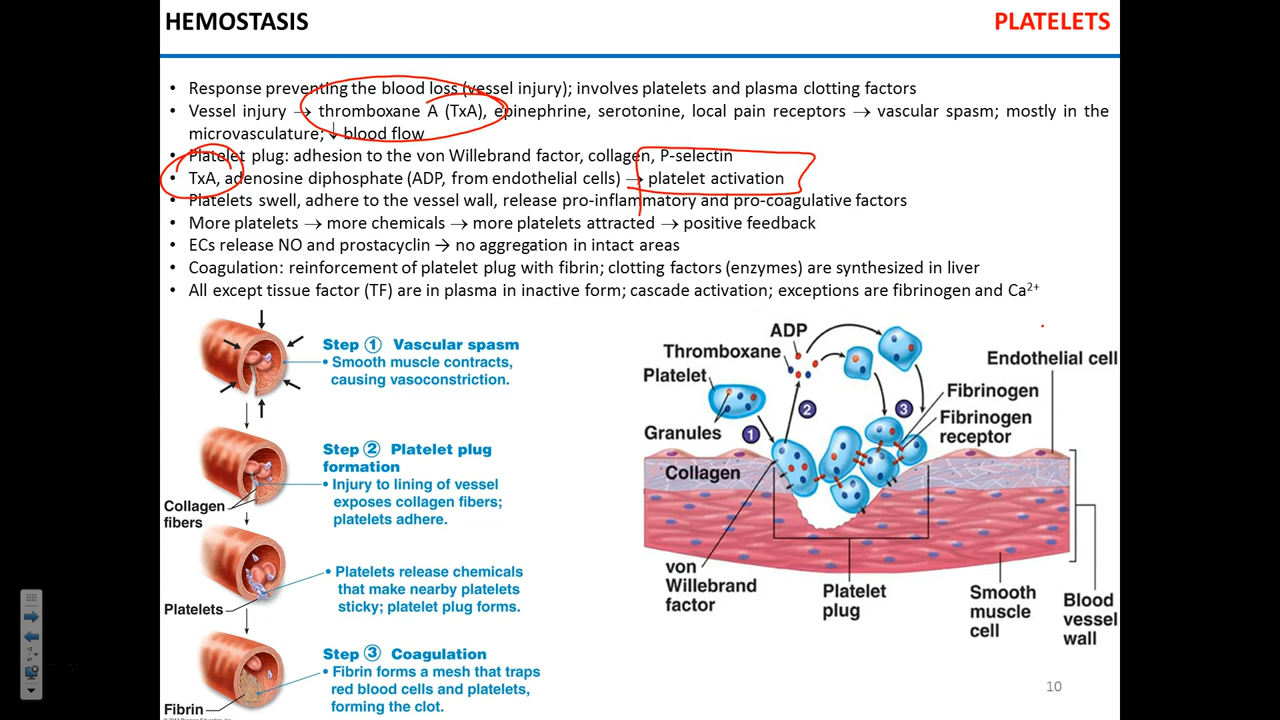 HEMOSTASIS
PLATELETS
• Response preventing the blood loss (vessel injury); involves platelets and plasma clotting factors
• Vessel injury → thromboxane A (TxA), epinephrine, serotonine, local pain receptors → vascular spasm; mostly in the
microvasculature; ↓ blood flow
• Platelet plug: adhesion to the von Willebrand factor, collagen, P-selectin
• TxA, adenosine diphosphate (ADP, from endothelial cells) → platelet activation
• Platelets swell, adhere to the vessel wall, release pro-inflammatory and pro-coagulative factors
• More platelets → more chemicals → more platelets attracted → positive feedback
• ECs release NO and prostacyclin → no aggregation in intact areas
• Coagulation: reinforcement of platelet plug with fibrin; clotting factors (enzymes) are synthesized in liver
• All except tissue factor (TF) are in plasma in inactive form; cascade activation; exceptions are fibrinogen and Ca2+
Step 1 Vascular spasm
• Smooth muscle contracts,
causing vasoconstriction.
Step 2 Platelet plug
formation
• Injury to lining of vessel
exposes collagen fibers;
platelets adhere.
Collagen
fibers
• Platelets release chemicals
that make nearby platelets
sticky; platelet plug forms.
Platelets
Step 3 Coagulation
• Fibrin forms a mesh that traps
red blood cells and platelets,
forming the clot.
Fibrin
ADP
Thromboxane
Platelet
Granules
1
2
3
Collagen
Endothelial cell
Fibrinogen
Fibrinogen
receptor
von
Willebrand
factor
Platelet
plug
Smooth
muscle
cell
Blood
vessel
wall
10